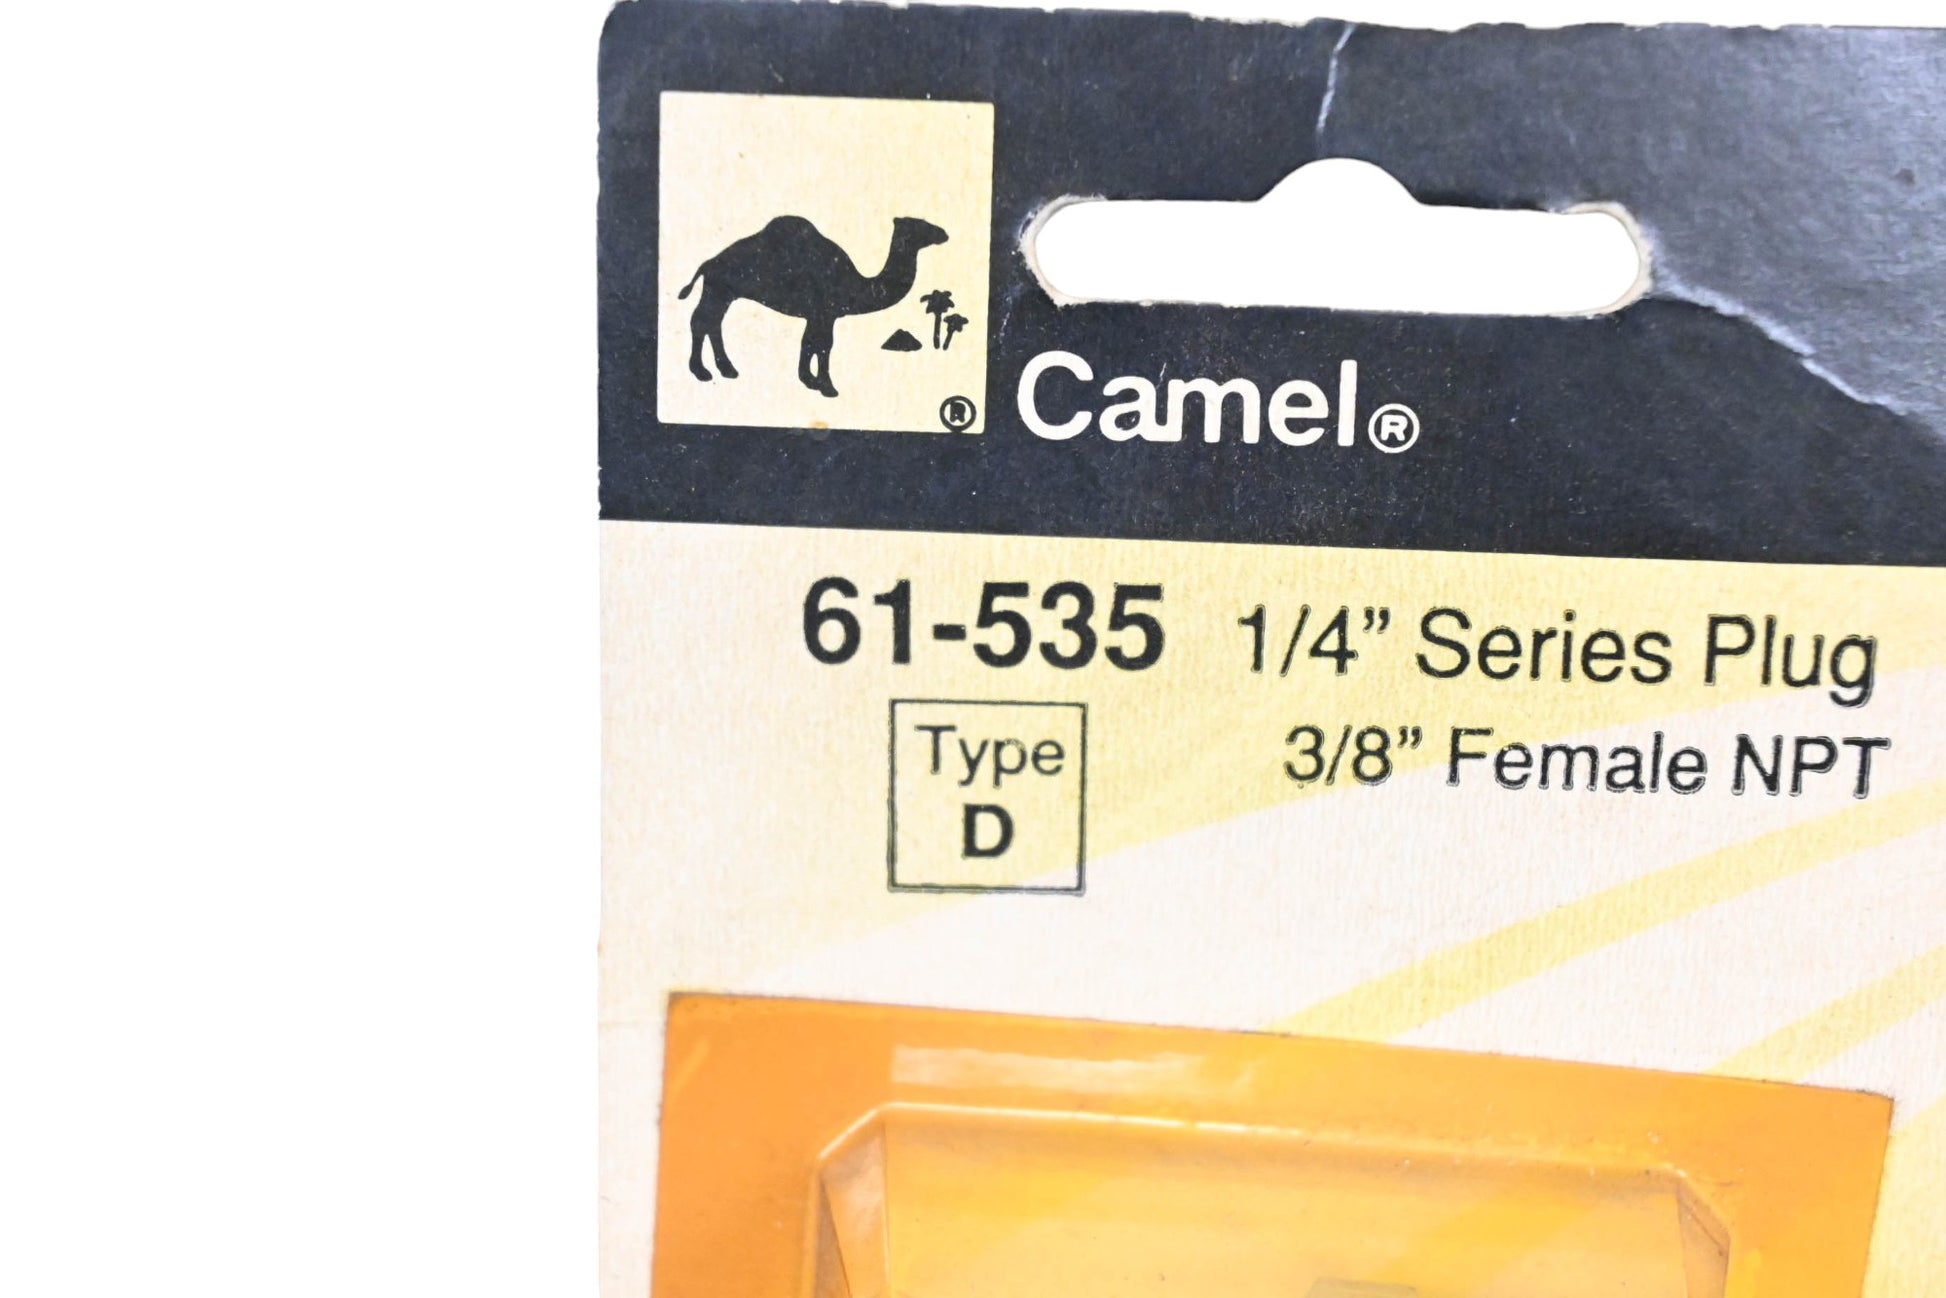 ®
Camel®
61-535 1/4” Series Plug
3/8” Female NPT
Type
D